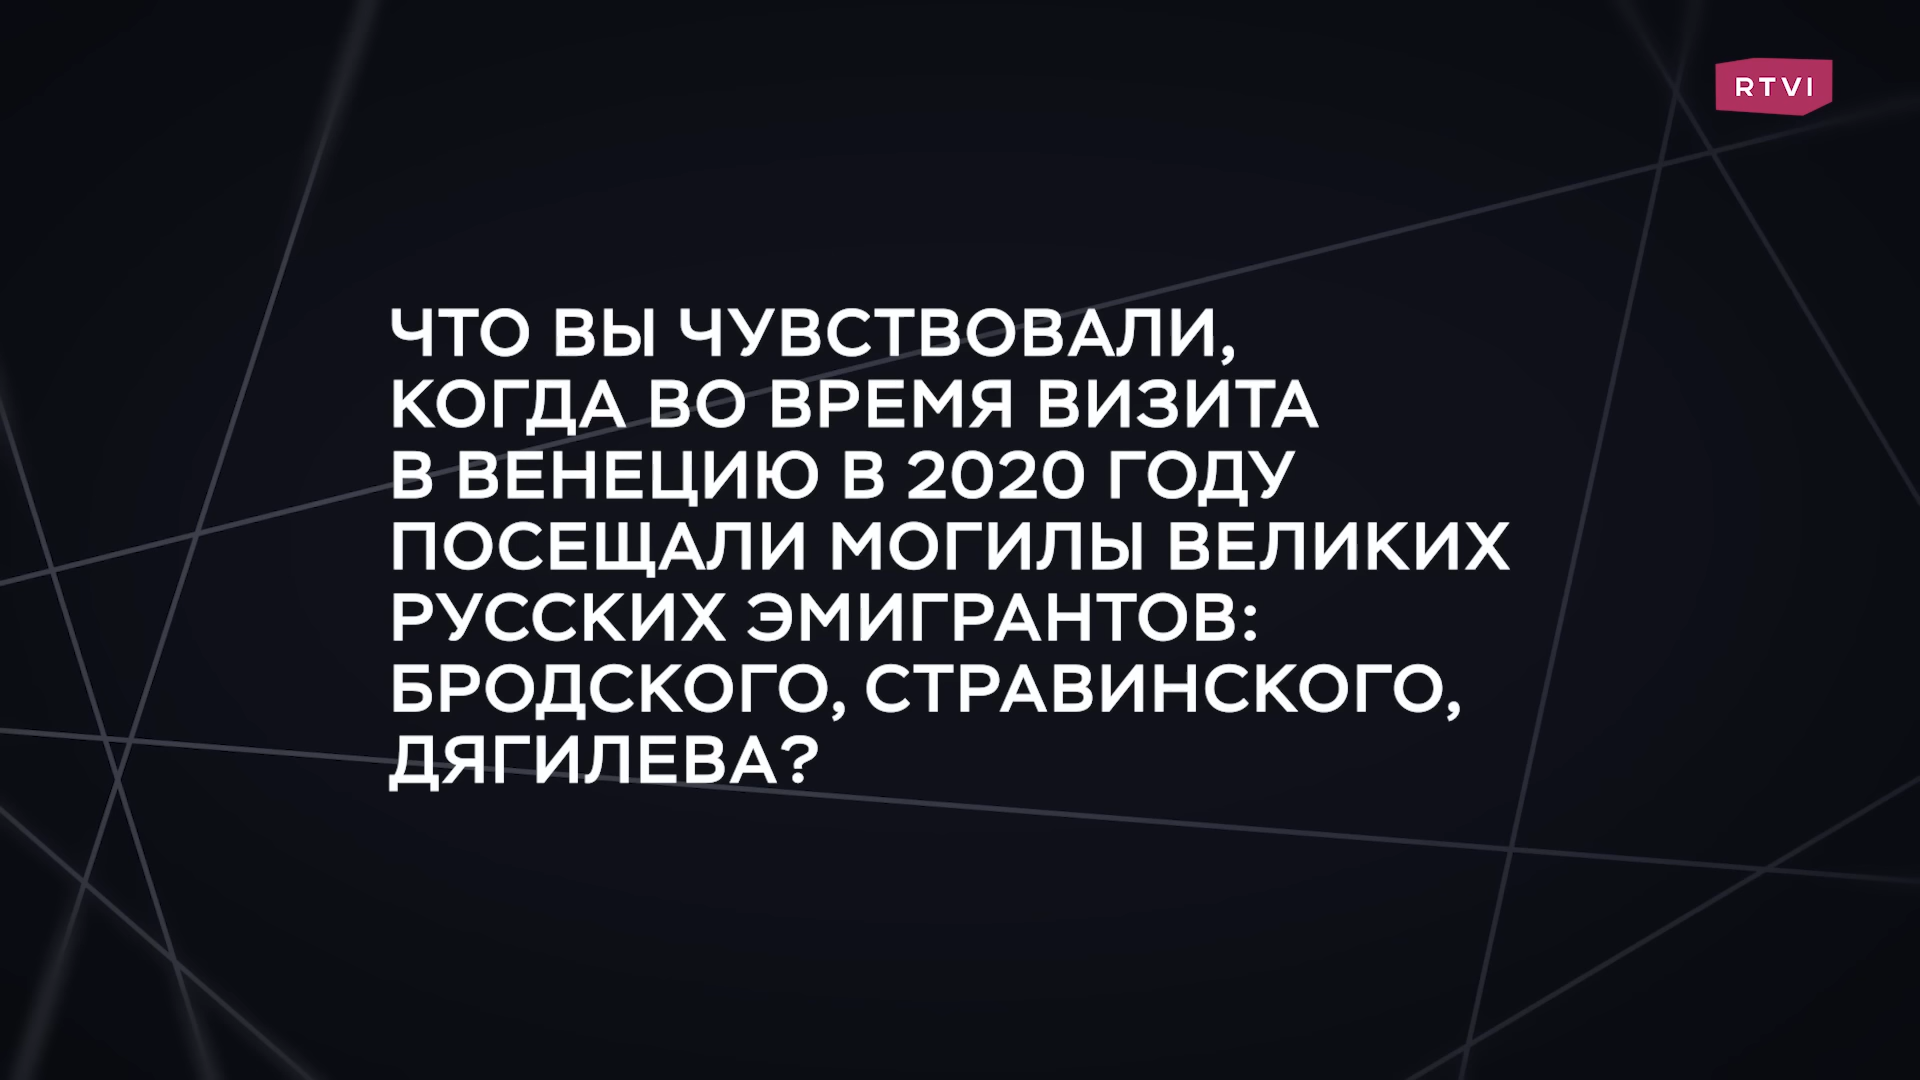 RTVI
ЧТО ВЫ ЧУВСТВОВАЛИ,
КОГДА ВО ВРЕМЯ ВИЗИТА
В ВЕНЕЦИЮ В 2020 ГОДУ
ПОСЕЩАЛИ МОГИЛЫ ВЕЛИКИХ
РУССКИХ ЭМИГРАНТОВ:
БРОДСКОГО, СТРАВИНСКОГО,
ДЯГИЛЕВА?